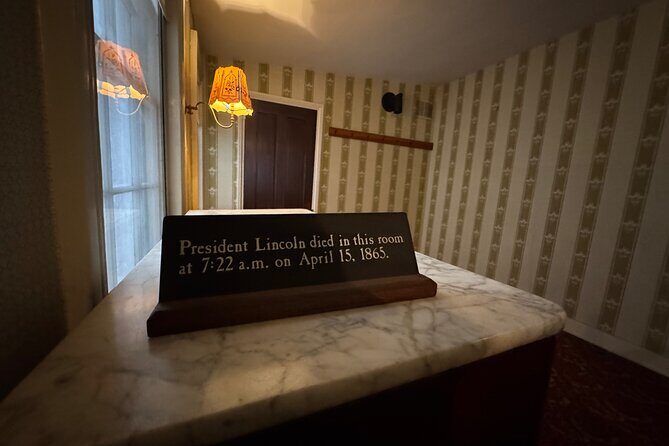 President Lincoln died in this room
at 7:22 a.m. on April 15, 1865.